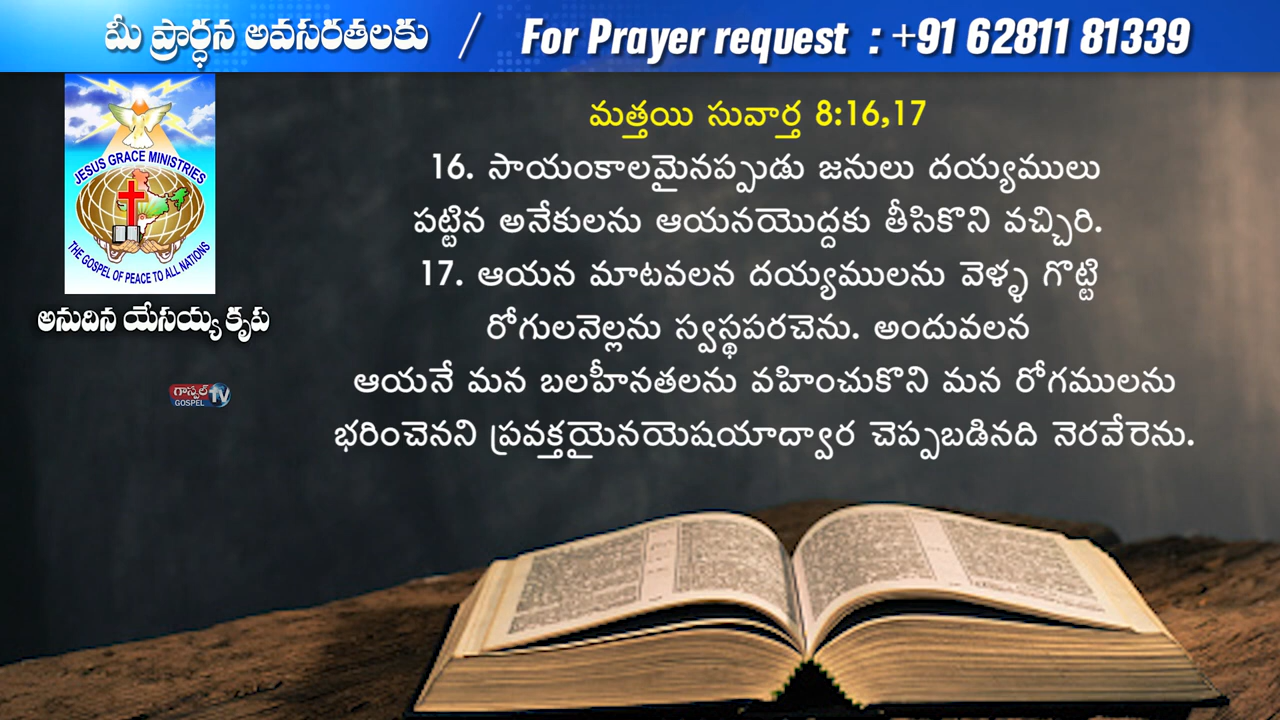 మీ ప్రార్ధన అవసరతలకు / For Prayer request : +91 62811 81339
JESUS GRACE MINISTRIES
THE GOSPEL OF PEACE TO ALL NATIONS
అనుదిన యేసయ్య కృప
గాస్పల్ TV
GOSPEL
మత్తయి సువార్త 8:16,17
16. సాయంకాలమైనప్పుడు జనులు దయ్యములు
పట్టిన అనేకులను ఆయనయొద్దకు తీసికొని వచ్చిరి.
17. ఆయన మాటవలన దయ్యములను వెళ్ళ గొట్టి
రోగులనెల్లను స్వస్థపరచెను. అందువలన
ఆయనే మన బలహీనతలను వహించుకొని మన రోగములను
భరించెనని ప్రవక్తయైనయెషయాద్వార చెప్పబడినది నెరవేరెను.